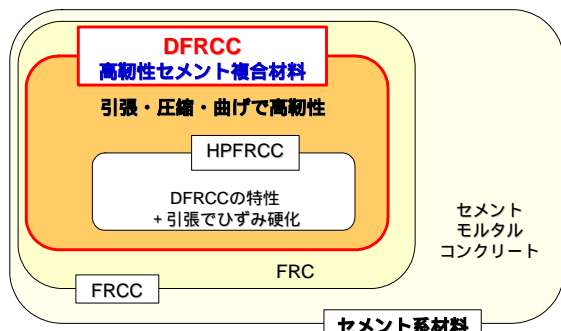 DFRCC
高靭性セメント複合材料
引張・圧縮・曲げで高靭性
HPFRCC
DFRCCの特性
+引張でひずみ硬化
セメント
モルタル
コンクリート
FRC
FRCC
セメント系材料